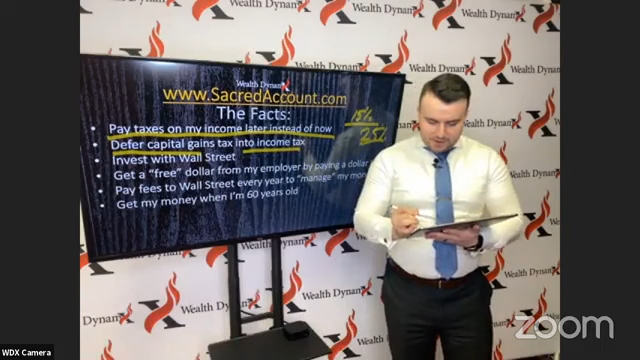 Wealth DynamX
www.SacredAccount.com
The Facts:
15%
25%
• Pay taxes on my income later instead of now
• Defer capital gains tax into income tax
• Invest with Wall Street
• Get a "free" dollar from my employer by paying a dollar
• Pay fees to Wall Street every year to "manage" my
• Get my money when I'm 60 years old
Wealth DynamX
zoom
WDX Camera